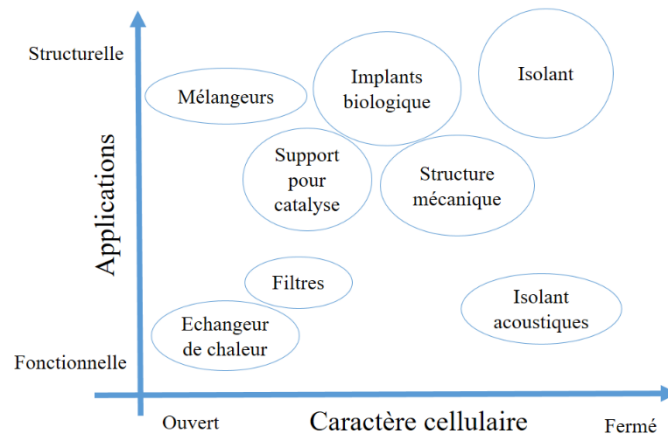 Structurelle
Applications
Fonctionnelle
Mélangeurs
Implants
biologique
Isolant
Support
pour
catalyse
Structure
mécanique
Filtres
Echangeur
de chaleur
Isolant
acoustiques
Ouvert
Caractère cellulaire
Fermé